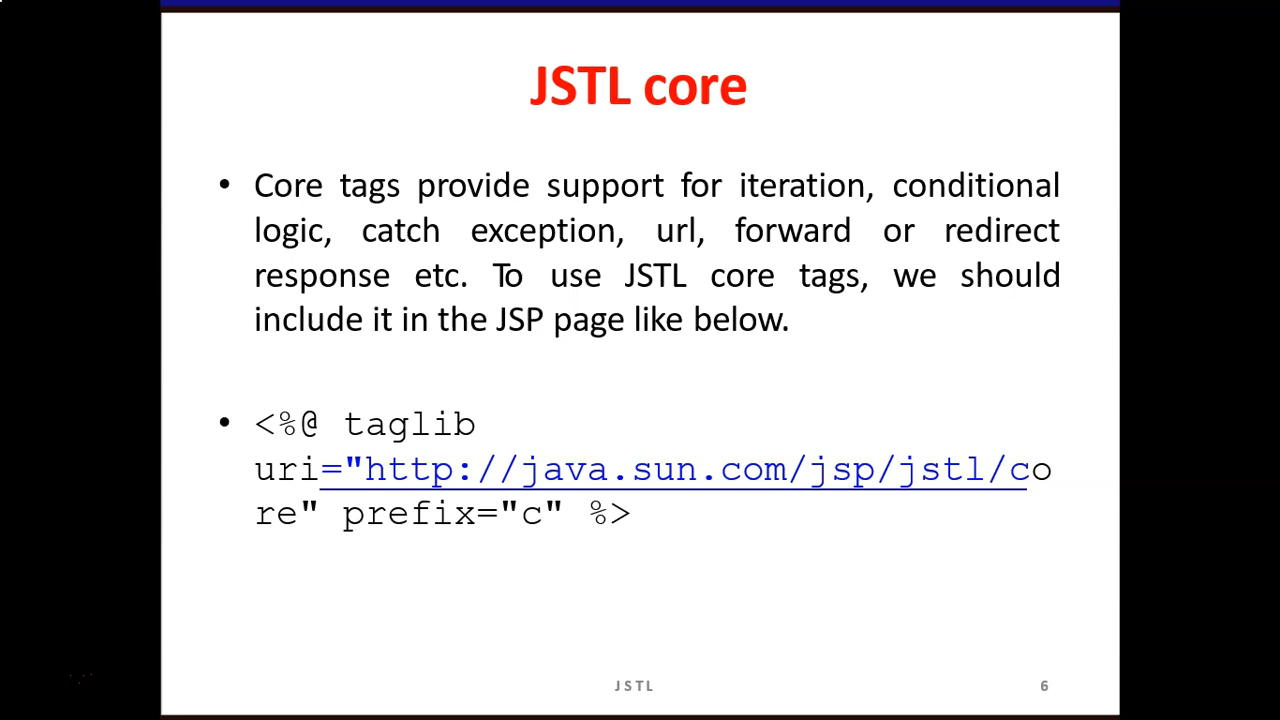 JSTL core
• Core tags provide support for iteration, conditional
logic, catch exception, url, forward or redirect
response etc. To use JSTL core tags, we should
include it in the JSP page like below.
• <%@ taglib
uri="http://java.sun.com/jsp/jstl/co
re" prefix="c" %>
JSTL
6